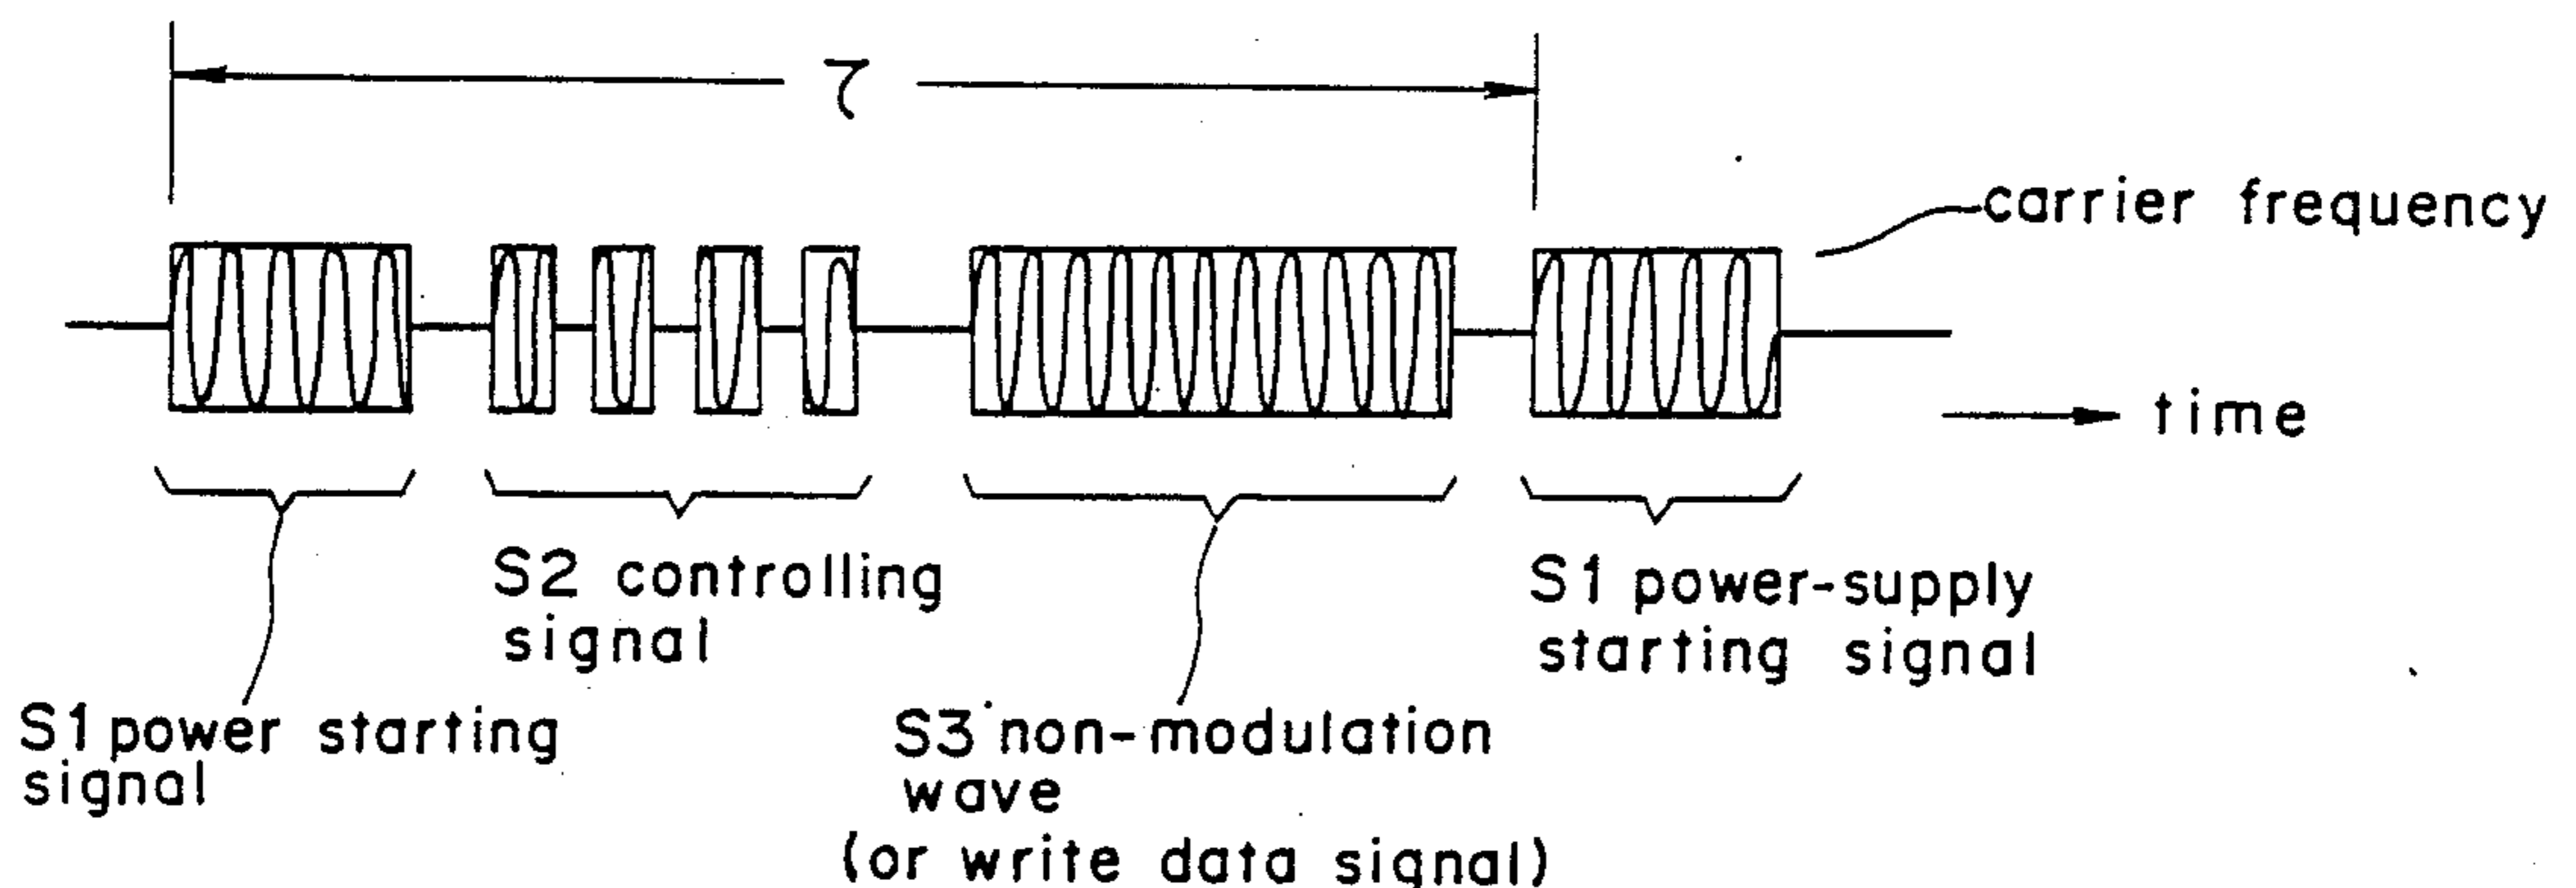 τ
carrier frequency
time
S2 controlling
signal
S1 power-supply
starting signal
S1 power starting
signal
S3 non-modulation
wave
(or write data signal)